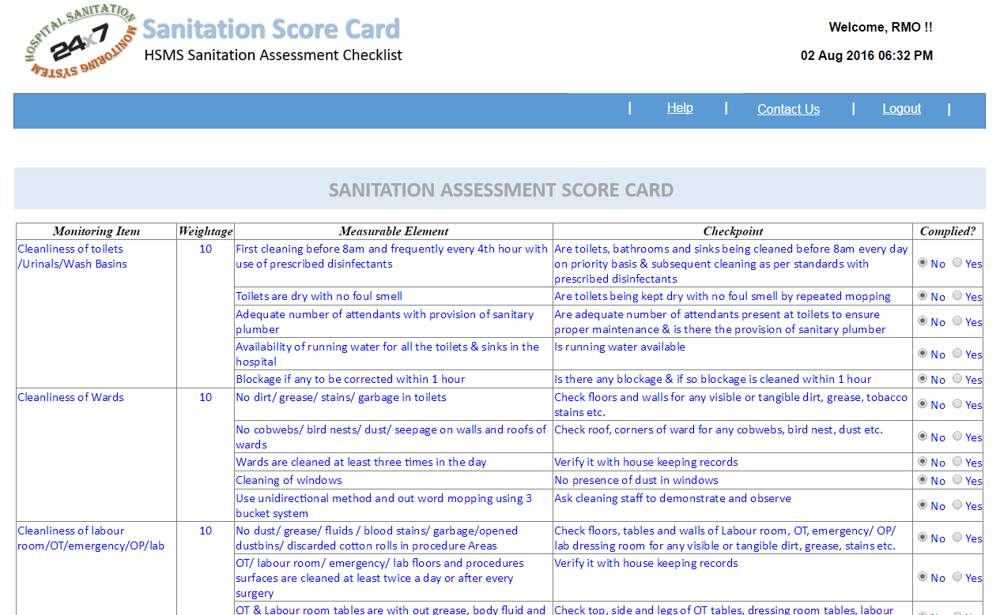 HOSPITAL SANITATION
24x7
MONITORING SYSTEM
Sanitation Score Card
HSMS Sanitation Assessment Checklist
Welcome, RMO !!
02 Aug 2016 06:32 PM
| Help | Contact Us | Logout |
SANITATION ASSESSMENT SCORE CARD
Monitoring Item Weightage Measurable Element Checkpoint Complied?
Cleanliness of toilets
/Urinals/Wash Basins
10
First cleaning before 8am and frequently every 4th hour with
use of prescribed disinfectants
Are toilets, bathrooms and sinks being cleaned before 8am every day
on priority basis & subsequent cleaning as per standards with
prescribed disinfectants
No Yes
Toilets are dry with no foul smell
Are toilets being kept dry with no foul smell by repeated mopping
No Yes
Adequate number of attendants with provision of sanitary
plumber
Are adequate number of attendants present at toilets to ensure
proper maintenance & is there the provision of sanitary plumber
No Yes
Availability of running water for all the toilets & sinks in the
hospital
Is running water available
No Yes
Blockage if any to be corrected within 1 hour
Is there any blockage & if so blockage is cleaned within 1 hour
No Yes
Cleanliness of Wards
10
No dirt/ grease/ stains/ garbage in toilets
Check floors and walls for any visible or tangible dirt, grease, tobacco
stains etc.
No Yes
No cobwebs/ bird nests/ dust/ seepage on walls and roofs of
wards
Check roof, corners of ward for any cobwebs, bird nest, dust etc.
No Yes
Wards are cleaned at least three times in the day
Verify it with house keeping records
No Yes
Cleaning of windows
No presence of dust in windows
No Yes
Use unidirectional method and out word mopping using 3
bucket system
Ask cleaning staff to demonstrate and observe
No Yes
Cleanliness of labour
room/OT/emergency/OP/lab
10
No dust/ grease/ fluids / blood stains/ garbage/opened
dustbins/ discarded cotton rolls in procedure Areas
Check floors, tables and walls of Labour room, OT, emergency/ OP/
lab dressing room for any visible or tangible dirt, grease, stains etc.
No Yes
OT/ labour room/ emergency/ lab floors and procedures
surfaces are cleaned at least twice a day or after every
surgery
Verify it with house keeping records
No Yes
OT & Labour room tables are with out grease, body fluid and
Check top, side and legs of OT tables, dressing room tables, labour